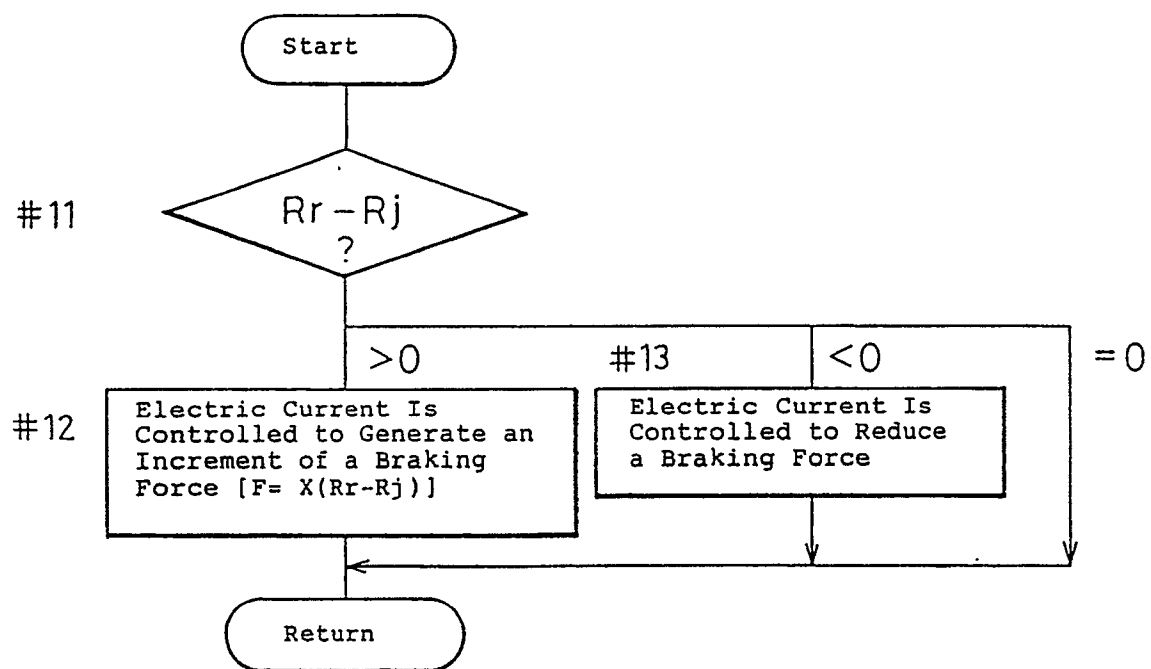 Start
#11
Rr-Rj
?
>0
#13
<0
=0
#12
Electric Current Is
Controlled to Generate an
Increment of a Braking
Force [F= X(Rr-Rj)]
Electric Current Is
Controlled to Reduce
a Braking Force
Return